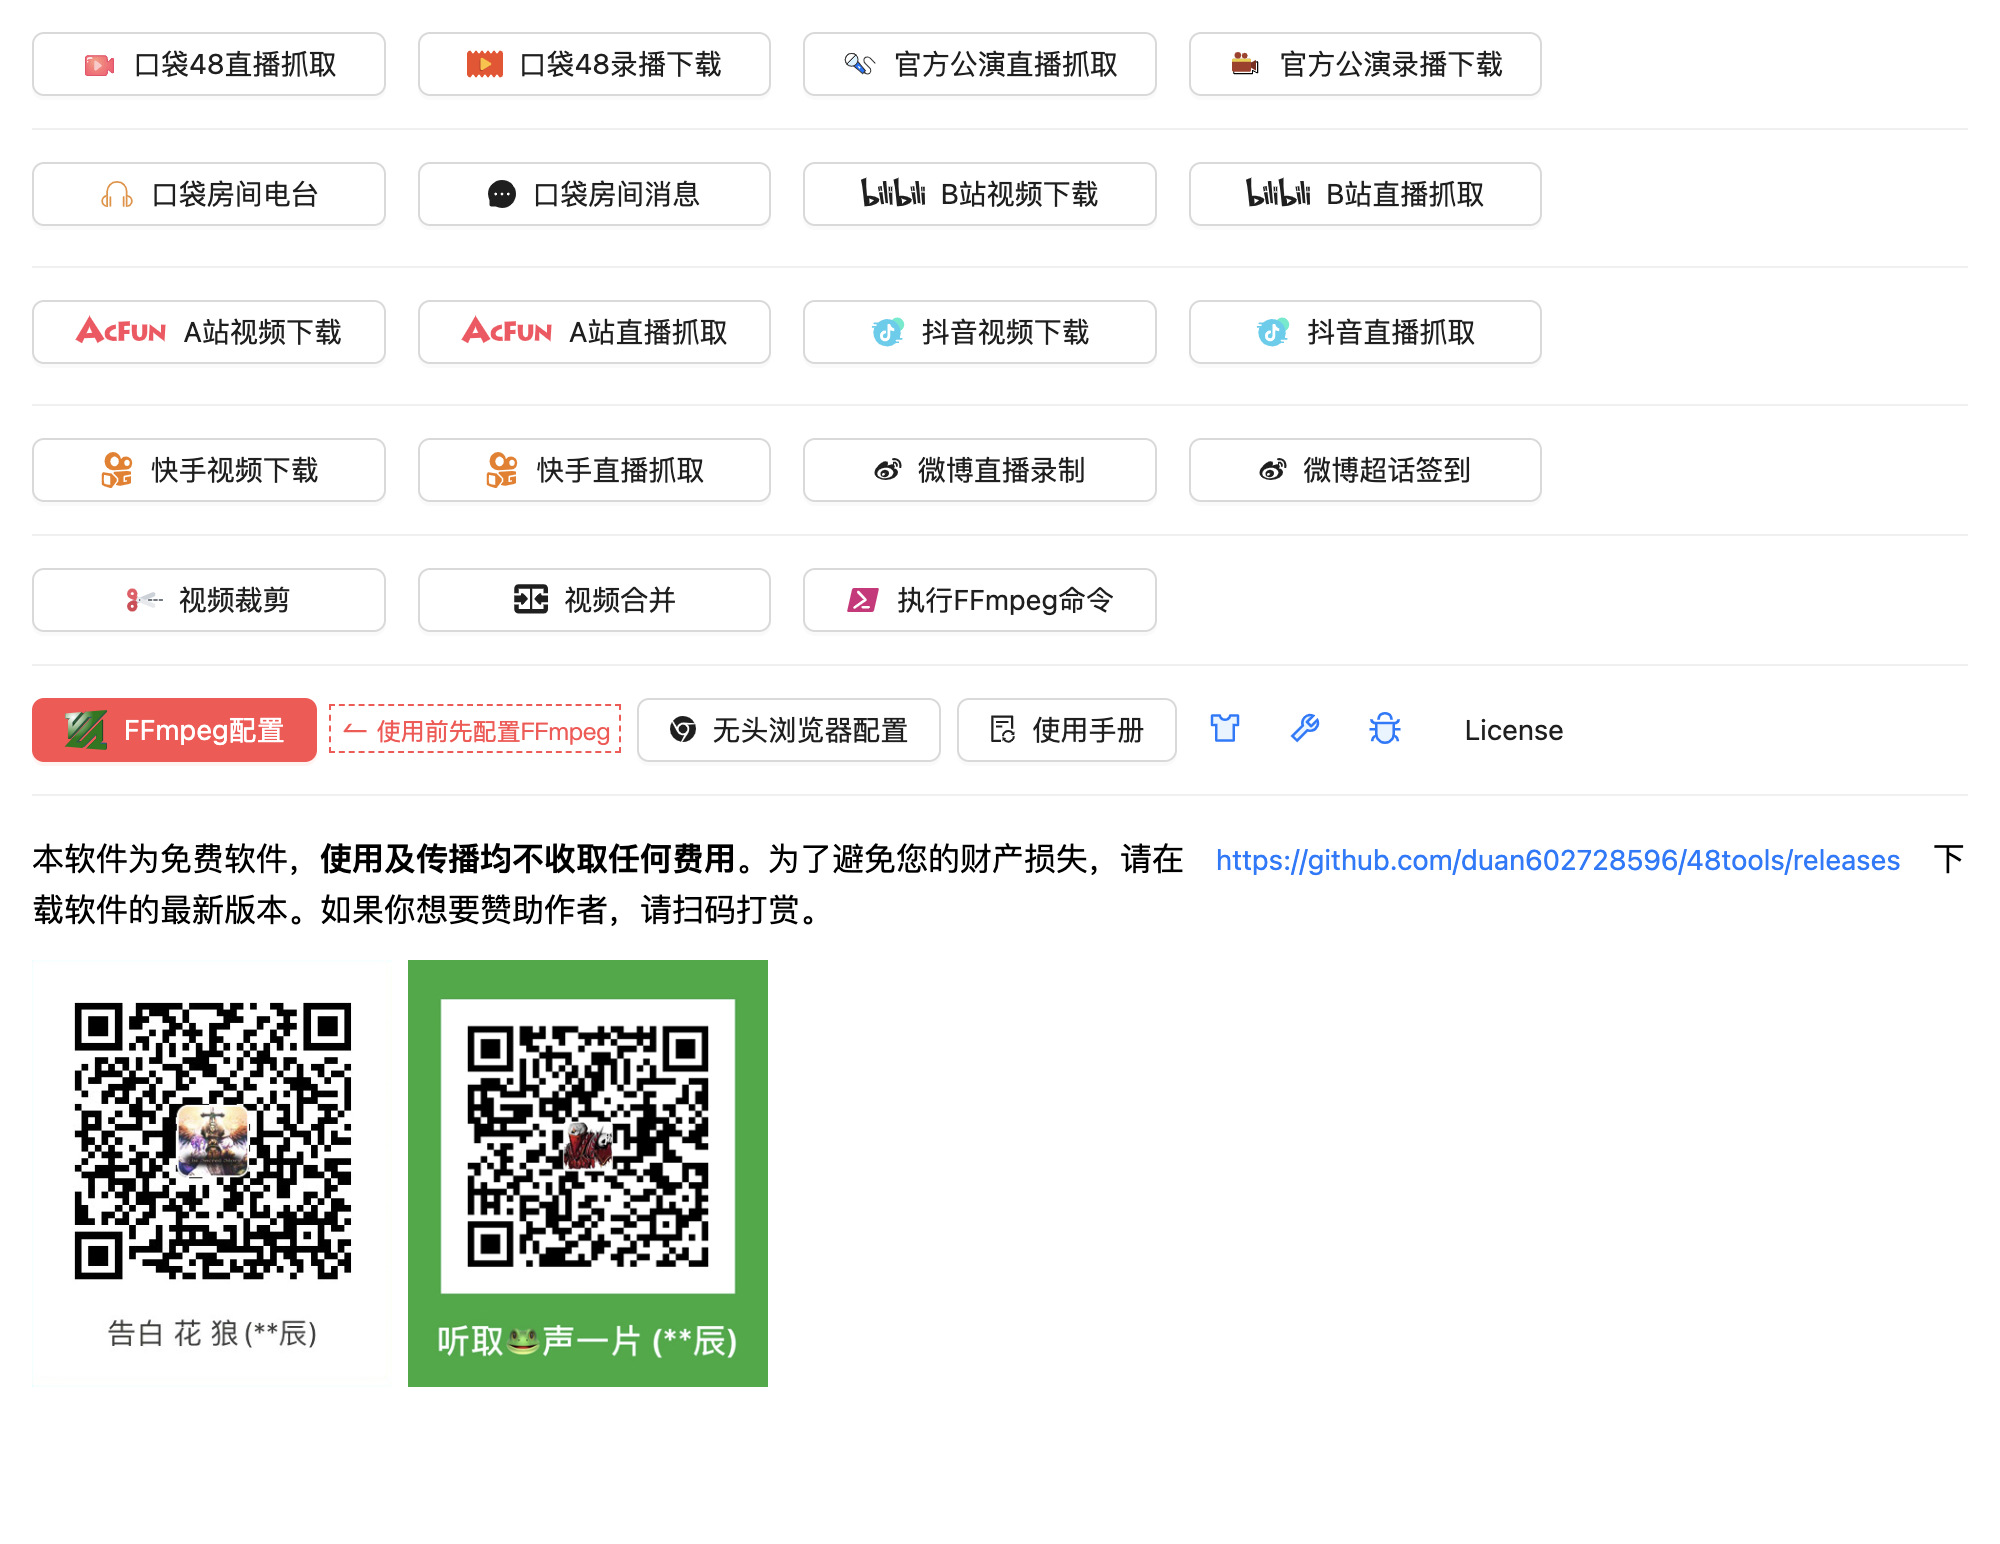 口袋48直播抓取 口袋48录播下载 官方公演直播抓取 官方公演录播下载
口袋房间电台 口袋房间消息 bilibili B站视频下载 bilibili B站直播抓取
ACFUN A站视频下载 ACFUN A站直播抓取 抖音视频下载 抖音直播抓取
快手视频下载 快手直播抓取 微博直播录制 微博超话签到
视频裁剪 视频合并 执行FFmpeg命令
FFmpeg配置 使用前先配置FFmpeg 无头浏览器配置 使用手册 License
本软件为免费软件，使用及传播均不收取任何费用。为了避免您的财产损失，请在 https://github.com/duan602728596/48tools/releases 下
载软件的最新版本。如果你想要赞助作者，请扫码打赏。
告白 花 狼(**辰)
听取🐸声一片 (**辰)